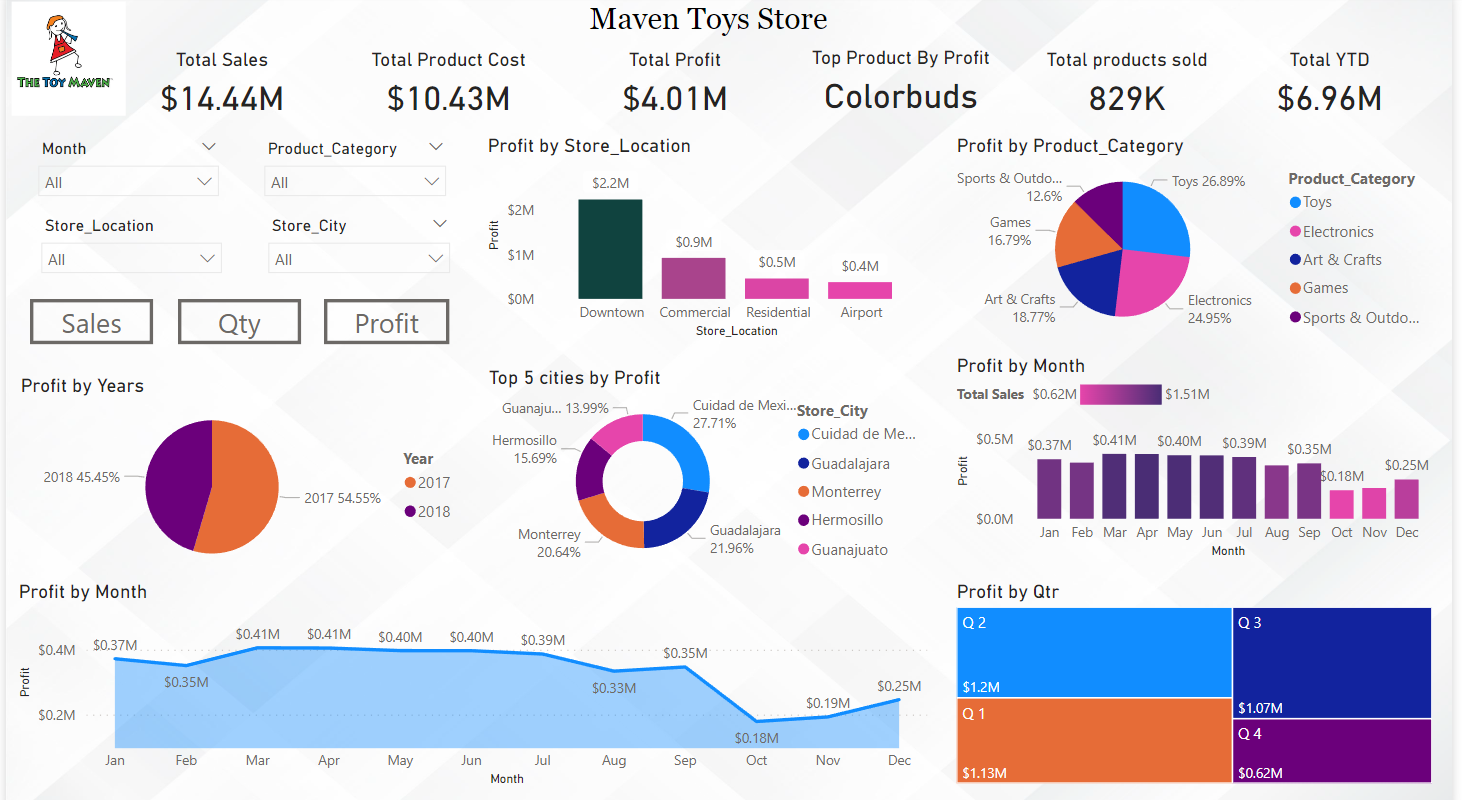 Maven Toys Store
THE TOY MAVEN
Total Sales
$14.44M
Total Product Cost
$10.43M
Total Profit
$4.01M
Top Product By Profit
Colorbuds
Total products sold
829K
Total YTD
$6.96M
Month
All
Product_Category
All
Store_Location
All
Store_City
All
Sales
Qty
Profit
Profit by Store_Location
Profit
$2M
$1M
$0M
$2.2M
$0.9M
$0.5M
$0.4M
Downtown
Commercial
Residential
Airport
Store_Location
Profit by Product_Category
Sports & Outdo...
12.6%
Toys 26.89%
Games
16.79%
Art & Crafts
18.77%
Electronics
24.95%
Product_Category
Toys
Electronics
Art & Crafts
Games
Sports & Outdo...
Profit by Years
2018 45.45%
2017 54.55%
Year
2017
2018
Top 5 cities by Profit
Guanaju... 13.99%
Cuidad de Mexi...
27.71%
Hermosillo
15.69%
Monterrey
20.64%
Guadalajara
21.96%
Store_City
Cuidad de Me...
Guadalajara
Monterrey
Hermosillo
Guanajuato
Profit by Month
Total Sales $0.62M $1.51M
Profit
$0.5M
$0.0M
$0.37M
$0.41M
$0.40M
$0.39M
$0.35M
$0.18M
$0.25M
Jan Feb Mar Apr May Jun Jul Aug Sep Oct Nov Dec
Month
Profit by Month
Profit
$0.4M
$0.2M
$0.37M
$0.35M
$0.41M
$0.41M
$0.40M
$0.40M
$0.39M
$0.33M
$0.35M
$0.18M
$0.19M
$0.25M
Jan Feb Mar Apr May Jun Jul Aug Sep Oct Nov Dec
Month
Profit by Qtr
Q 2
$1.2M
Q 3
$1.07M
Q 1
$1.13M
Q 4
$0.62M